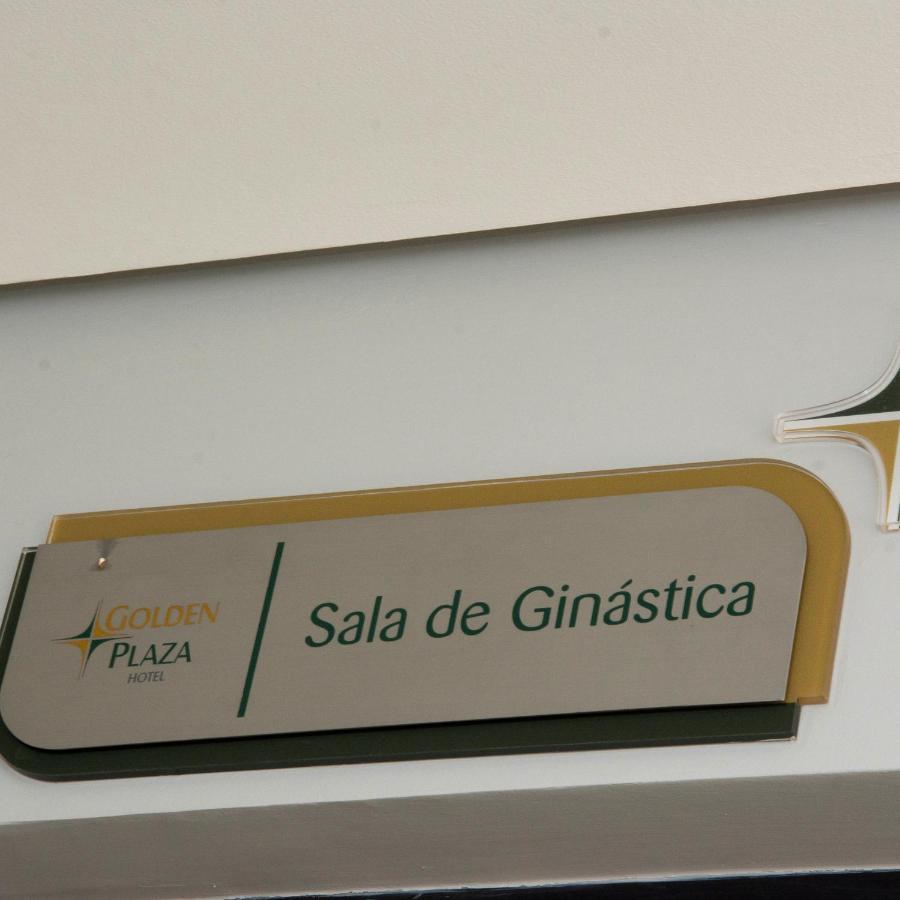 GOLDEN
PLAZA
HOTEL
Sala de Ginástica